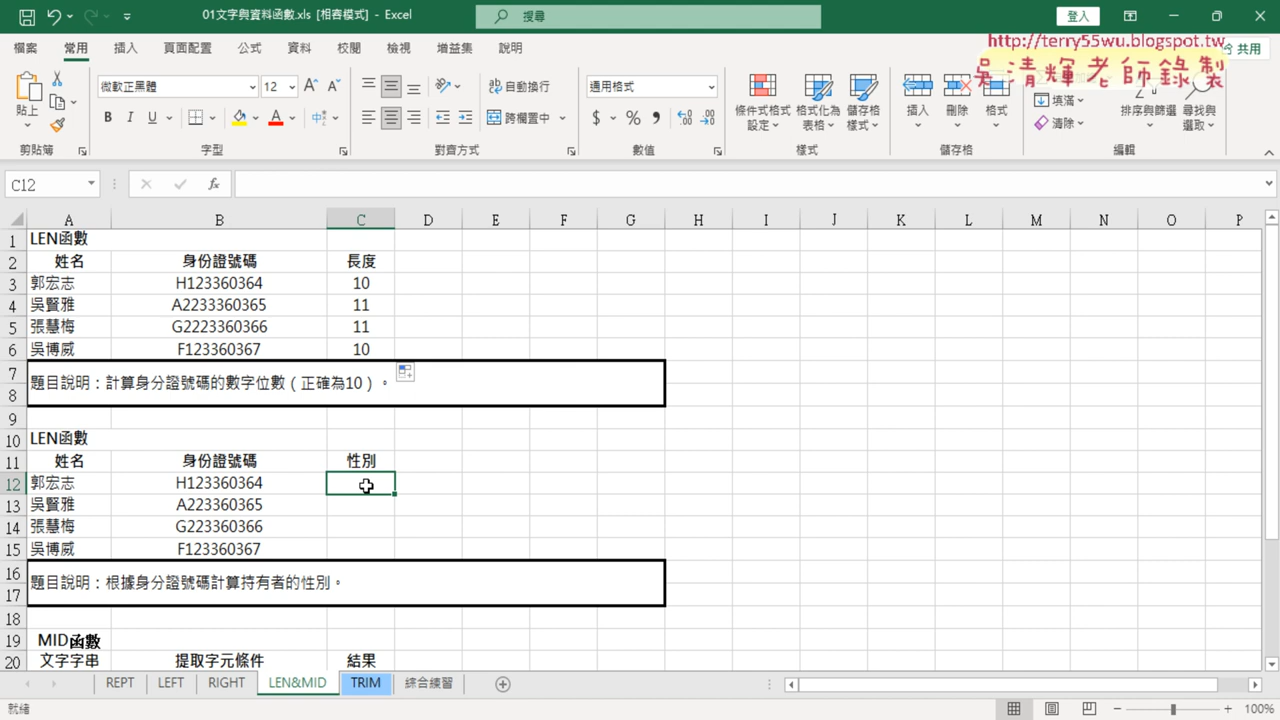 01文字與資料函數.xls [相容模式] - Excel
搜尋
登入
http://terry55wu.blogspot.tw
吳清輝老師錄製
檔案 常用 插入 頁面配置 公式 資料 校閱 檢視 增益集 說明
共用
貼上
微軟正黑體 12
自動換行
跨欄置中
通用格式
條件式格式設定
格式化為表格
儲存格樣式
插入
刪除
格式
填滿
清除
排序與篩選
尋找與選取
剪貼簿 字型 對齊方式 數值 樣式 儲存格 編輯
C12
A B C D E F G H I J K L M N O P
1 LEN函數
2 姓名 身份證號碼 長度
3 郭宏志 H123360364 10
4 吳賢雅 A2233360365 11
5 張慧梅 G2223360366 11
6 吳博威 F123360367 10
7 題目說明：計算身分證號碼的數字位數（正確為10）。
8
9
10 LEN函數
11 姓名 身份證號碼 性別
12 郭宏志 H123360364
13 吳賢雅 A223360365
14 張慧梅 G223360366
15 吳博威 F123360367
16 題目說明：根據身分證號碼計算持有者的性別。
17
18
19 MID函數
20 文字字串 提取字元條件 結果
REPT LEFT RIGHT LEN&MID TRIM 綜合練習
就緒
100%